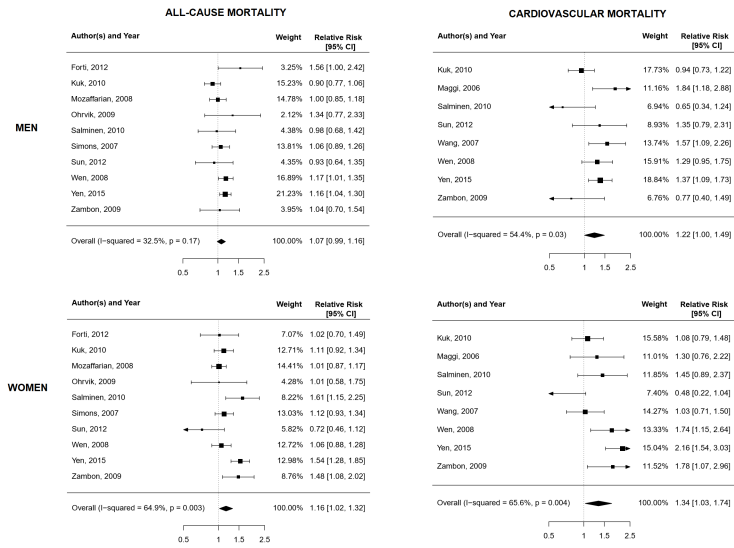 ALL-CAUSE MORTALITY
CARDIOVASCULAR MORTALITY
MEN
Author(s) and Year Weight Relative Risk
[95% CI]
Forti, 2012 3.25% 1.56 [1.00, 2.42]
Kuk, 2010 15.23% 0.90 [0.77, 1.06]
Mozaffarian, 2008 14.78% 1.00 [0.85, 1.18]
Ohrvik, 2009 2.12% 1.34 [0.77, 2.33]
Salminen, 2010 4.38% 0.98 [0.68, 1.42]
Simons, 2007 13.81% 1.06 [0.89, 1.26]
Sun, 2012 4.35% 0.93 [0.64, 1.35]
Wen, 2008 16.89% 1.17 [1.01, 1.35]
Yen, 2015 21.23% 1.16 [1.04, 1.30]
Zambon, 2009 3.95% 1.04 [0.70, 1.54]
Overall (I-squared = 32.5%, p = 0.17) 100.00% 1.07 [0.99, 1.16]
0.5 1 1.5 2.5
Author(s) and Year Weight Relative Risk
[95% CI]
Kuk, 2010 17.73% 0.94 [0.73, 1.22]
Maggi, 2006 11.16% 1.84 [1.18, 2.88]
Salminen, 2010 6.94% 0.65 [0.34, 1.24]
Sun, 2012 8.93% 1.35 [0.79, 2.31]
Wang, 2007 13.74% 1.57 [1.09, 2.26]
Wen, 2008 15.91% 1.29 [0.95, 1.75]
Yen, 2015 18.84% 1.37 [1.09, 1.73]
Zambon, 2009 6.76% 0.77 [0.40, 1.49]
Overall (I-squared = 54.4%, p = 0.03) 100.00% 1.22 [1.00, 1.49]
0.5 1 1.5 2.5
WOMEN
Author(s) and Year Weight Relative Risk
[95% CI]
Forti, 2012 7.07% 1.02 [0.70, 1.49]
Kuk, 2010 12.71% 1.11 [0.92, 1.34]
Mozaffarian, 2008 14.41% 1.01 [0.87, 1.17]
Ohrvik, 2009 4.28% 1.01 [0.58, 1.75]
Salminen, 2010 8.22% 1.61 [1.15, 2.25]
Simons, 2007 13.03% 1.12 [0.93, 1.34]
Sun, 2012 5.82% 0.72 [0.46, 1.12]
Wen, 2008 12.72% 1.06 [0.88, 1.28]
Yen, 2015 12.98% 1.54 [1.28, 1.85]
Zambon, 2009 8.76% 1.48 [1.08, 2.02]
Overall (I-squared = 64.9%, p = 0.003) 100.00% 1.16 [1.02, 1.32]
0.5 1 1.5 2.5
Author(s) and Year Weight Relative Risk
[95% CI]
Kuk, 2010 15.58% 1.08 [0.79, 1.48]
Maggi, 2006 11.01% 1.30 [0.76, 2.22]
Salminen, 2010 11.85% 1.45 [0.89, 2.37]
Sun, 2012 7.40% 0.48 [0.22, 1.04]
Wang, 2007 14.27% 1.03 [0.71, 1.50]
Wen, 2008 13.33% 1.74 [1.15, 2.64]
Yen, 2015 15.04% 2.16 [1.54, 3.03]
Zambon, 2009 11.52% 1.78 [1.07, 2.96]
Overall (I-squared = 65.6%, p = 0.004) 100.00% 1.34 [1.03, 1.74]
0.5 1 1.5 2.5